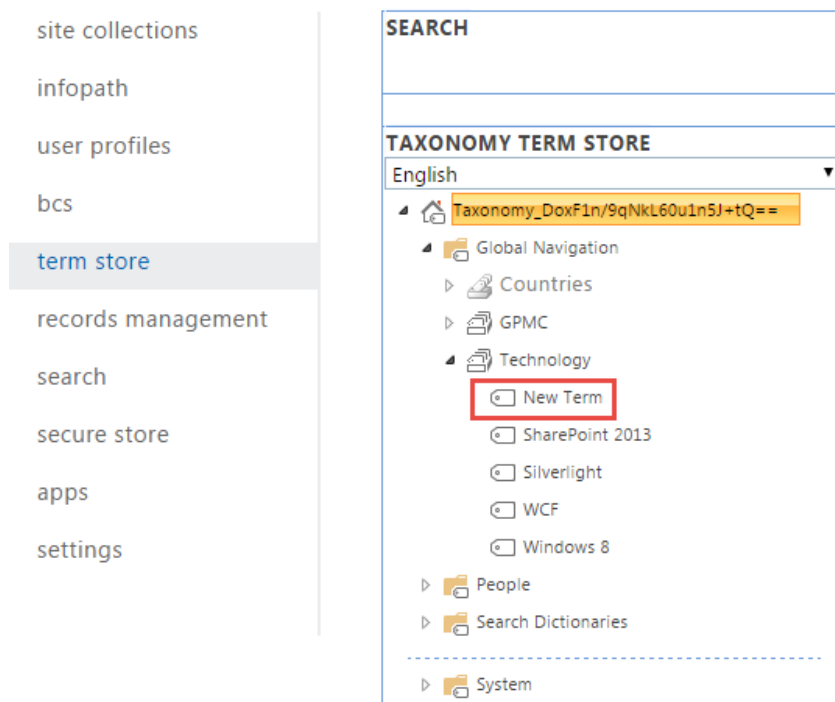 site collections
infopath
user profiles
bcs
term store
records management
search
secure store
apps
settings
SEARCH
TAXONOMY TERM STORE
English
Taxonomy_DoxF1n/9qNkL60u1n5J+tQ==
Global Navigation
Countries
GPMC
Technology
New Term
SharePoint 2013
Silverlight
WCF
Windows 8
People
Search Dictionaries
System